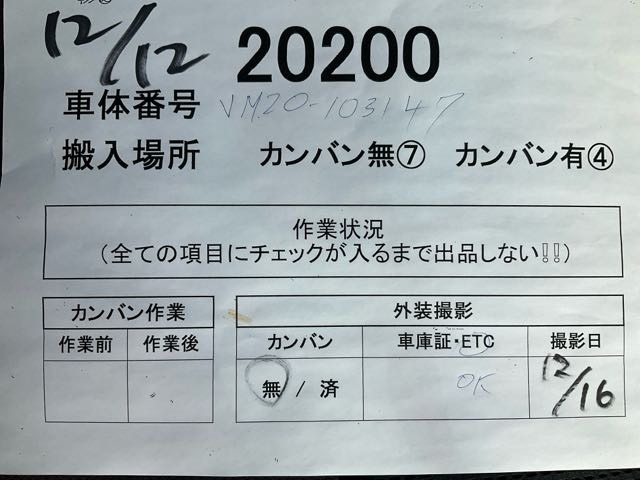 12/12 20200
車体番号 VM20-103147
搬入場所 カンバン無⑦ カンバン有④
作業状況
(全ての項目にチェックが入るまで出品しない!!)
カンバン作業 外装撮影
作業前 作業後 カンバン 車庫証・ETC 撮影日
無 / 済 OK 12/16